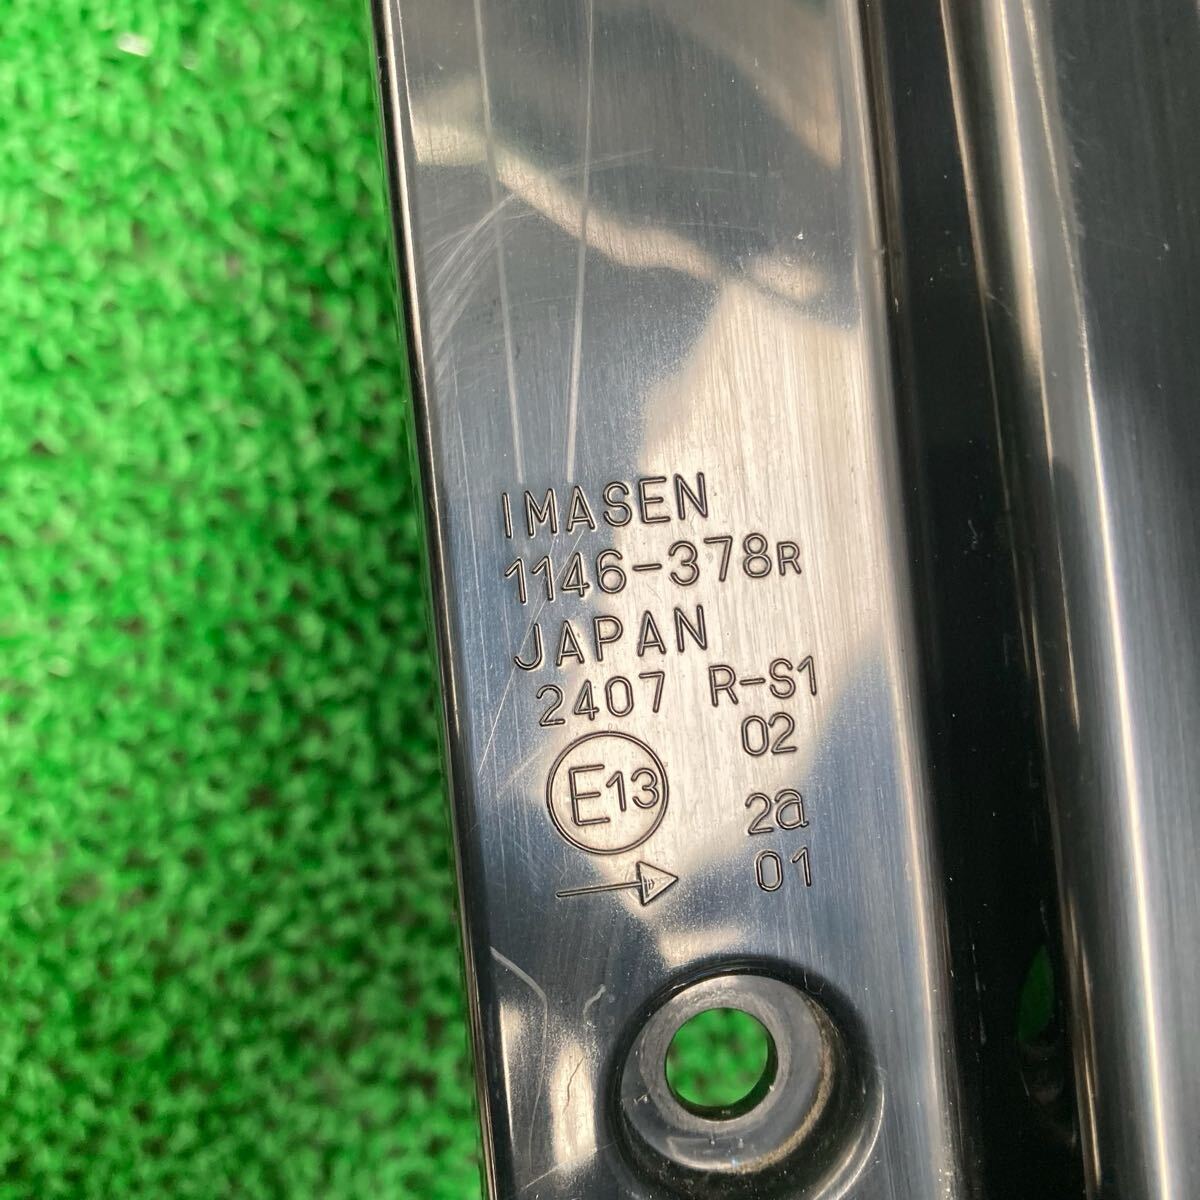 IMASEN
1146-378R
JAPAN
2407 R-S1
02
E13 2a
01